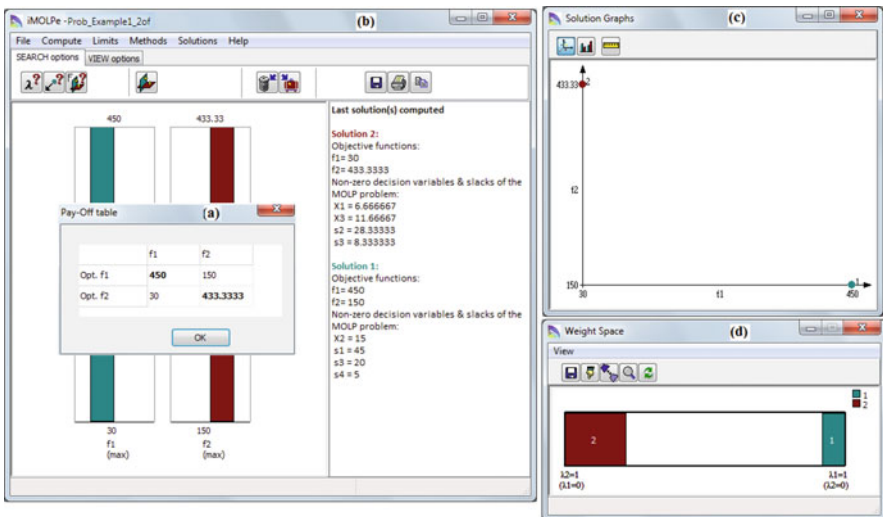 iMOLPe -Prob_Example1_2of
(b)
File Compute Limits Methods Solutions Help
SEARCH options VIEW options
λ? ? ?
450 433.33
Pay-Off table (a)
f1 f2
Opt. f1 450 150
Opt. f2 30 433.3333
OK
30 150
f1 f2
(max) (max)
Last solution(s) computed
Solution 2:
Objective functions:
f1= 30
f2= 433.3333
Non-zero decision variables & slacks of the
MOLP problem:
X1 = 6.666667
X3 = 11.66667
s2 = 28.33333
s3 = 8.333333
Solution 1:
Objective functions:
f1= 450
f2= 150
Non-zero decision variables & slacks of the
MOLP problem:
X2 = 15
s1 = 45
s3 = 20
s4 = 5
Solution Graphs (c)
433.33 2
f2
150 1
30 f1 450
Weight Space (d)
View
1
2
2 1
λ2=1 λ1=1
(λ1=0) (λ2=0)